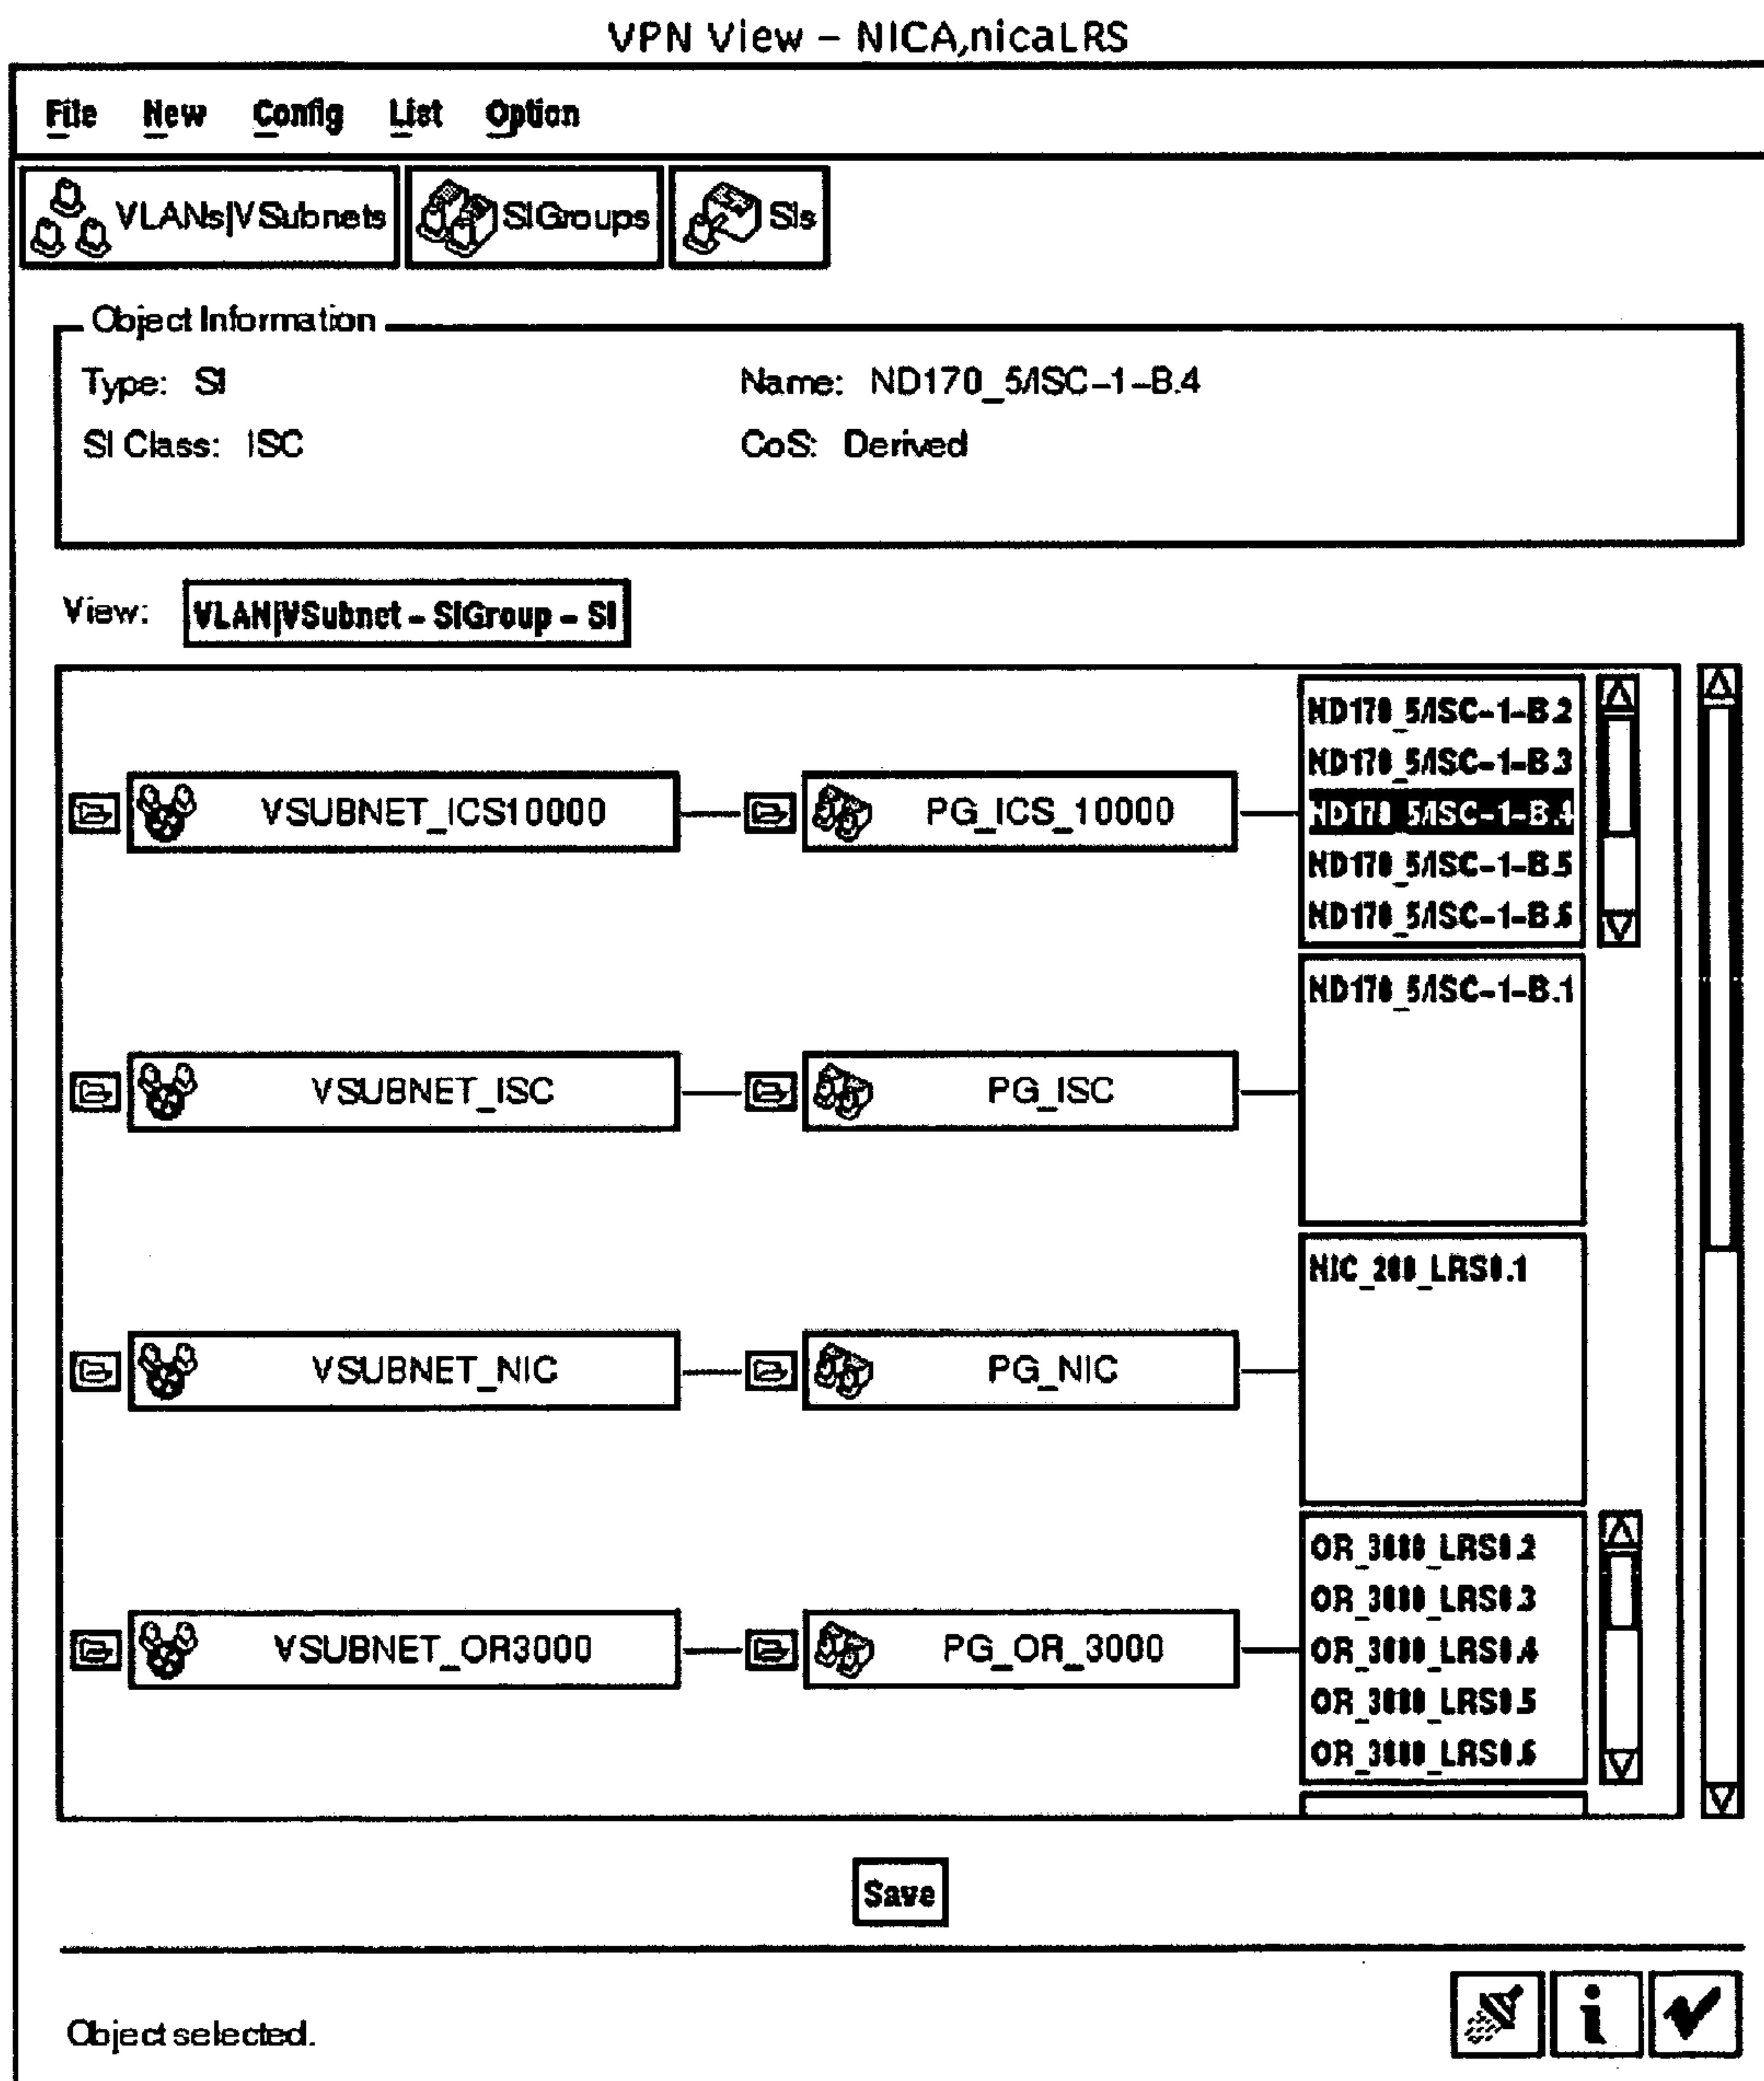 VPN View – NICA,nicaLRS
File New Config List Option
VLANs|VSubnets SIGroups SIs
Object Information
Type: SI Name: ND170_5/ISC-1-B.4
SI Class: ISC CoS: Derived
View: VLAN|VSubnet - SIGroup - SI
ND170_5/ISC-1-B.2
ND170_5/ISC-1-B.3
VSUBNET_ICS10000 PG_ICS_10000 ND170_5/ISC-1-B.4
ND170_5/ISC-1-B.5
ND170_5/ISC-1-B.6
ND170_5/ISC-1-B.1
VSUBNET_ISC PG_ISC
NIC_200_LRS0.1
VSUBNET_NIC PG_NIC
OR_3000_LRS0.2
OR_3000_LRS0.3
VSUBNET_OR3000 PG_OR_3000 OR_3000_LRS0.4
OR_3000_LRS0.5
OR_3000_LRS0.6
Save
Object selected.
i